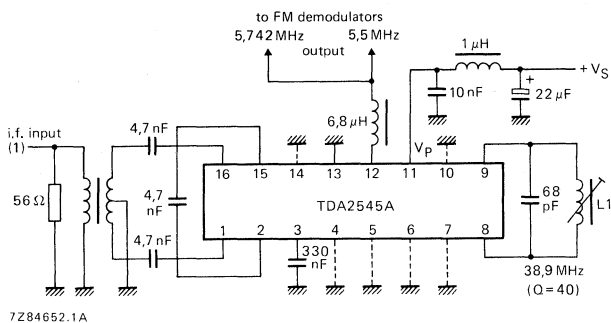 to FM demodulators
5,742 MHz
5,5 MHz
output
1 μH
+ VS
+
10 nF
22 μF
6,8 μH
4,7 nF
i.f. input
(1)
VP
16
15
14
13
12
11
10
9
56 Ω
4,7
nF
TDA2545A
68
pF
L1
4,7 nF
1
2
3
4
5
6
7
8
330
nF
38,9 MHz
(Q = 40)
7Z84652.1A